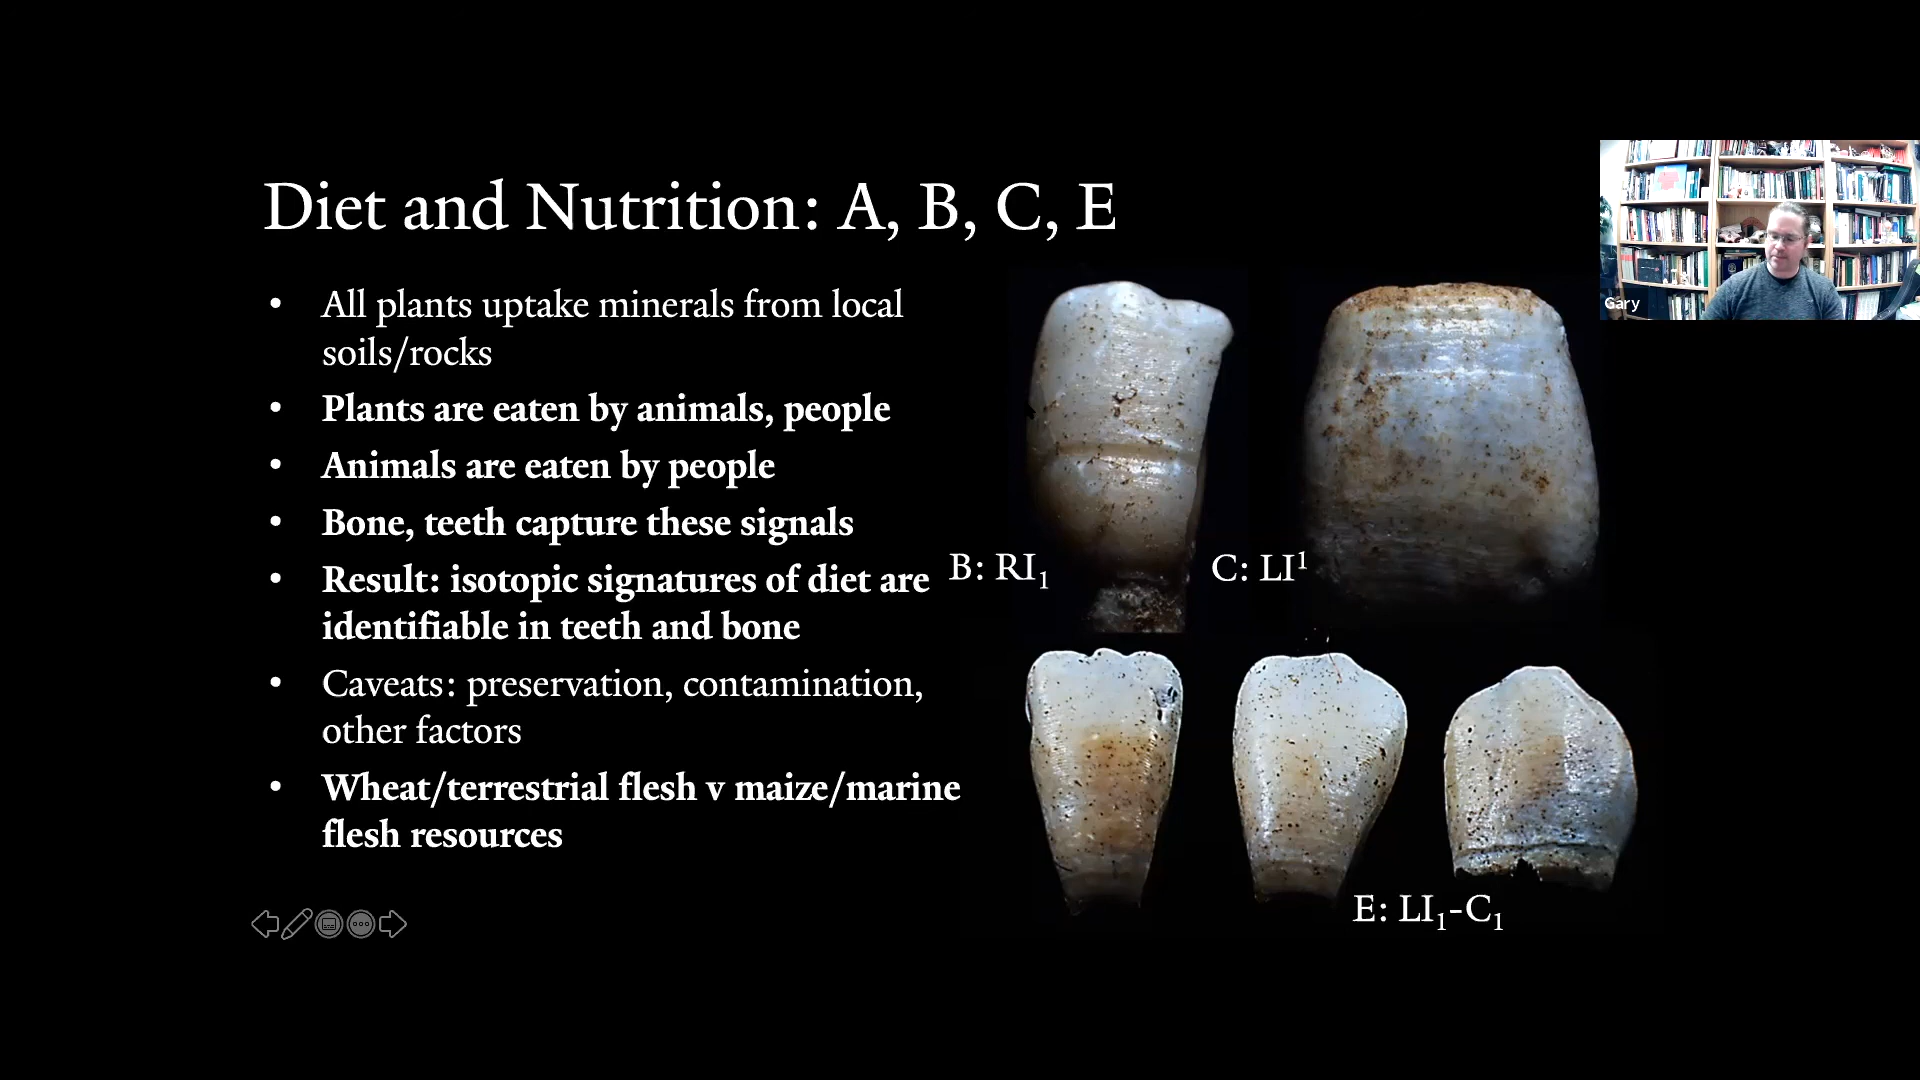 Diet and Nutrition: A, B, C, E
• All plants uptake minerals from local
soils/rocks
• Plants are eaten by animals, people
• Animals are eaten by people
• Bone, teeth capture these signals
• Result: isotopic signatures of diet are
identifiable in teeth and bone
• Caveats: preservation, contamination,
other factors
• Wheat/terrestrial flesh v maize/marine
flesh resources
B: RI₁
C: LI¹
E: LI₁-C₁
Gary